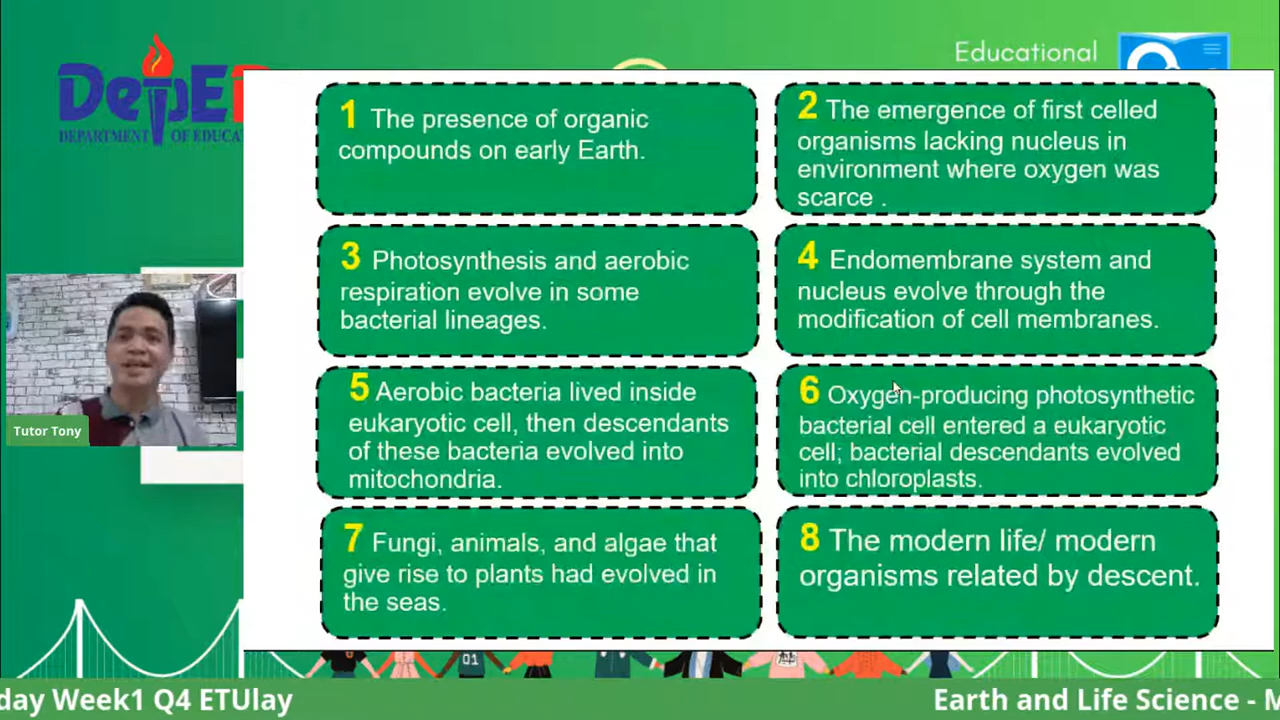 DepED
DEPARTMENT OF EDUCA
Educational
1 The presence of organic
compounds on early Earth.
2 The emergence of first celled
organisms lacking nucleus in
environment where oxygen was
scarce .
3 Photosynthesis and aerobic
respiration evolve in some
bacterial lineages.
4 Endomembrane system and
nucleus evolve through the
modification of cell membranes.
5 Aerobic bacteria lived inside
eukaryotic cell, then descendants
of these bacteria evolved into
mitochondria.
6 Oxygen-producing photosynthetic
bacterial cell entered a eukaryotic
cell; bacterial descendants evolved
into chloroplasts.
7 Fungi, animals, and algae that
give rise to plants had evolved in
the seas.
8 The modern life/ modern
organisms related by descent.
Tutor Tony
01
day Week1 Q4 ETUlay
Earth and Life Science - M